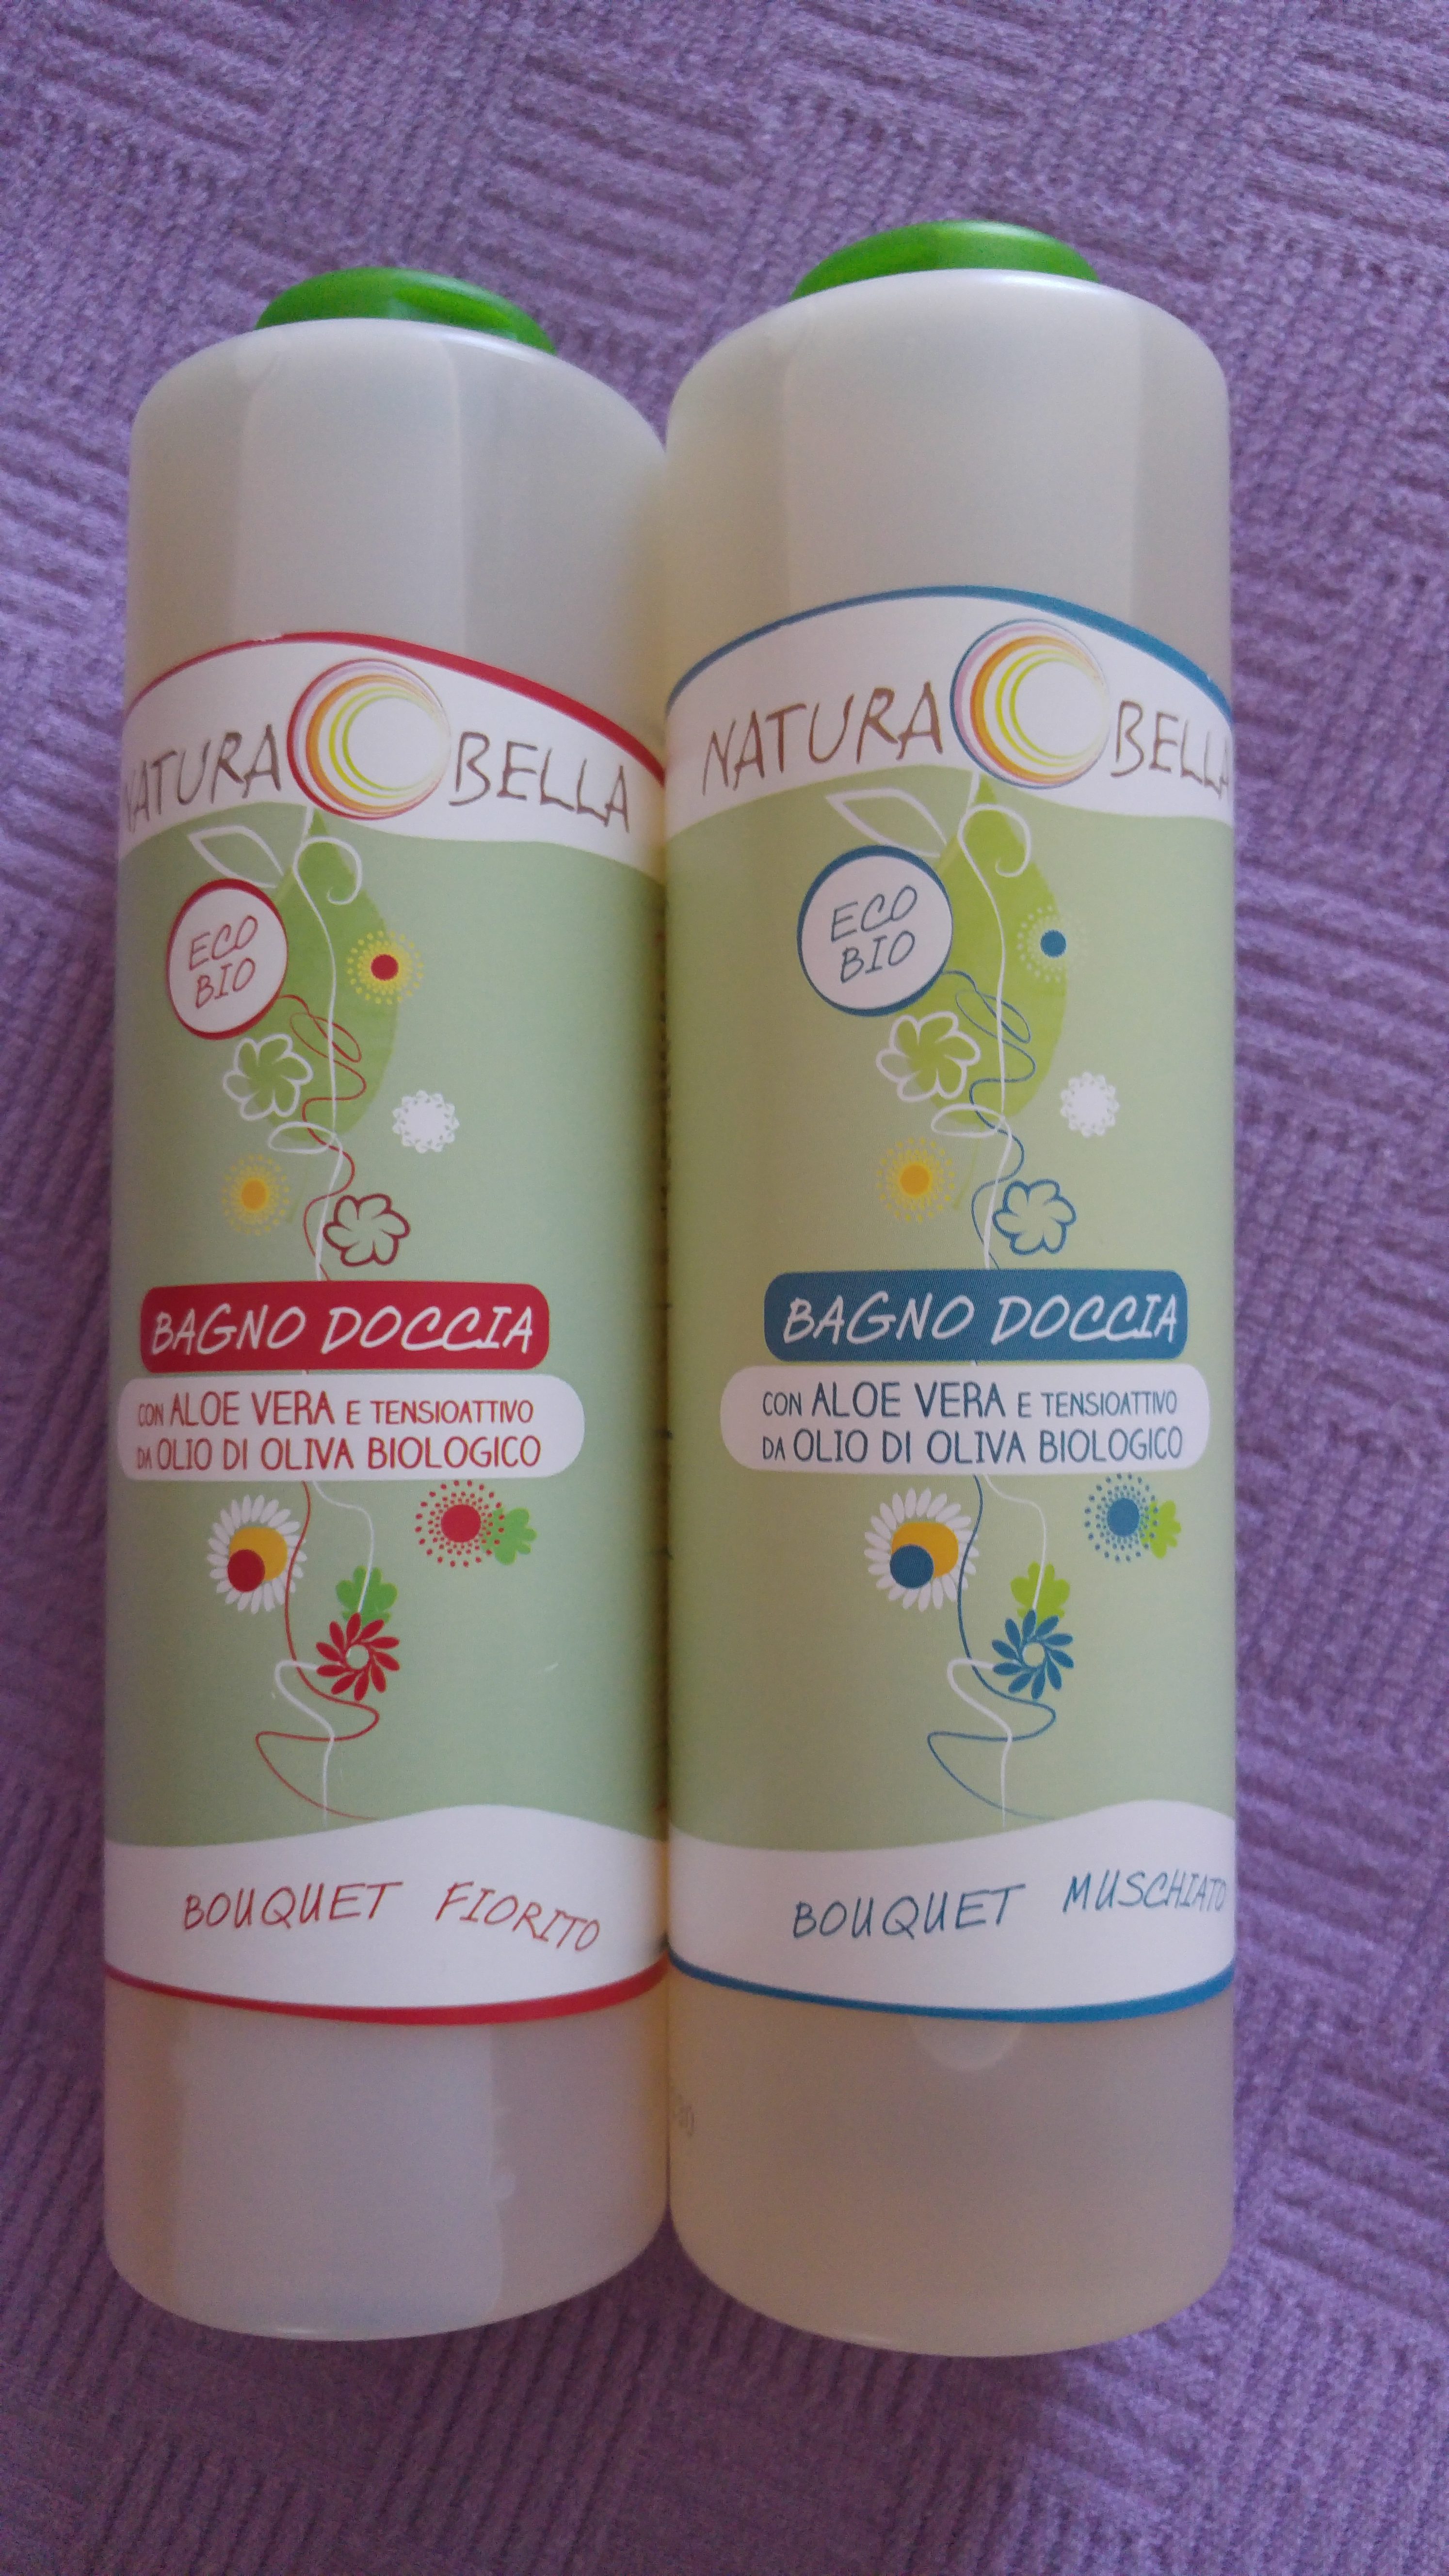 NATURA BELLA
ECO
BIO
BAGNO DOCCIA
CON ALOE VERA E TENSIOATTIVO
DA OLIO DI OLIVA BIOLOGICO
BOUQUET FIORITO
NATURA BELLA
ECO
BIO
BAGNO DOCCIA
CON ALOE VERA E TENSIOATTIVO
DA OLIO DI OLIVA BIOLOGICO
BOUQUET MUSCHIATO